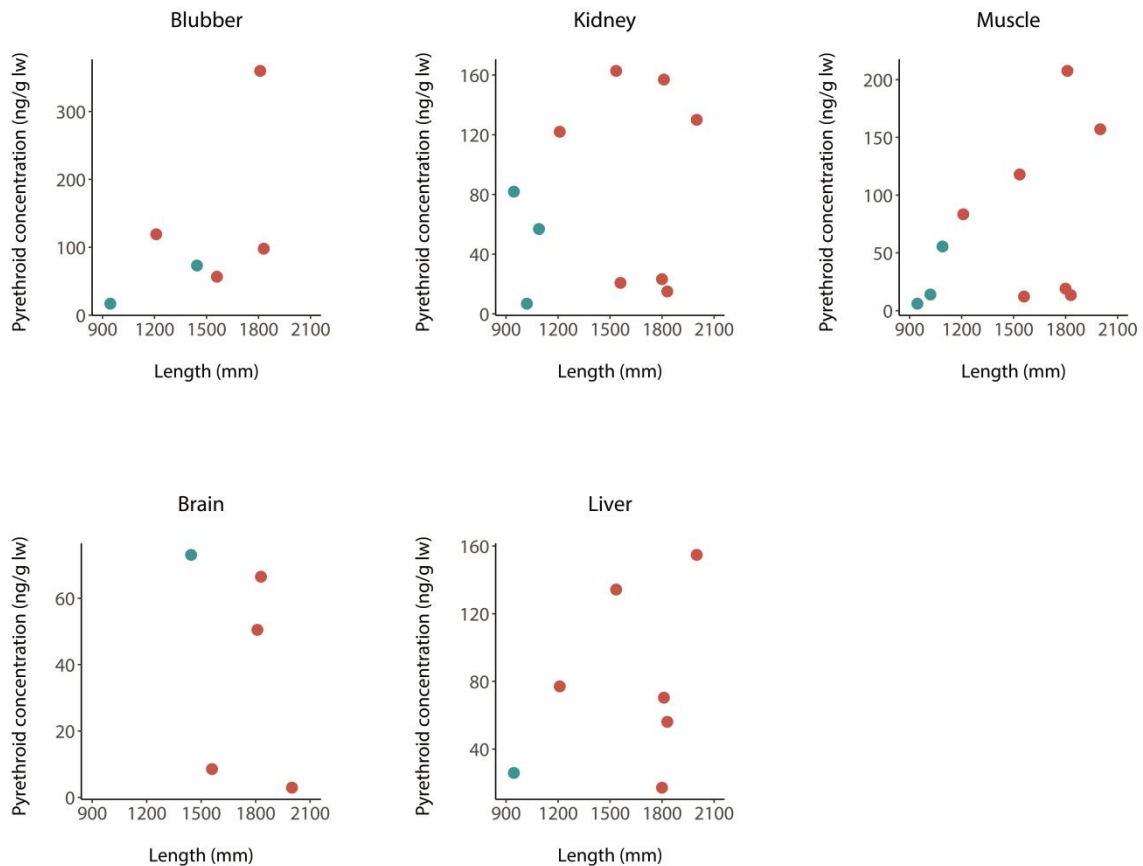 Blubber
Pyrethroid concentration (ng/g lw)
300
200
100
0
900 1200 1500 1800 2100
Length (mm)
Kidney
Pyrethroid concentration (ng/g lw)
160
120
80
40
0
900 1200 1500 1800 2100
Length (mm)
Muscle
Pyrethroid concentration (ng/g lw)
200
150
100
50
0
900 1200 1500 1800 2100
Length (mm)
Brain
Pyrethroid concentration (ng/g lw)
60
40
20
0
900 1200 1500 1800 2100
Length (mm)
Liver
Pyrethroid concentration (ng/g lw)
160
120
80
40
900 1200 1500 1800 2100
Length (mm)